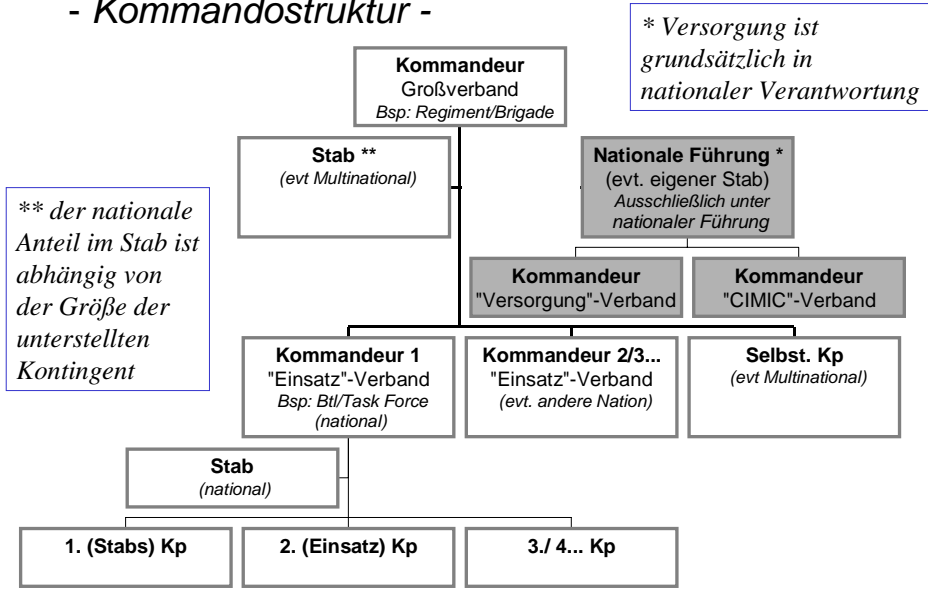 - Kommandostruktur -
* Versorgung ist
grundsätzlich in
nationaler Verantwortung
Kommandeur
Großverband
Bsp: Regiment/Brigade
Stab **
(evt Multinational)
Nationale Führung *
(evt. eigener Stab)
Ausschließlich unter
nationaler Führung
** der nationale
Anteil im Stab ist
abhängig von
der Größe der
unterstellten
Kontingent
Kommandeur
"Versorgung"-Verband
Kommandeur
"CIMIC"-Verband
Kommandeur 1
"Einsatz"-Verband
Bsp: Btl/Task Force
(national)
Kommandeur 2/3...
"Einsatz"-Verband
(evt. andere Nation)
Selbst. Kp
(evt Multinational)
Stab
(national)
1. (Stabs) Kp
2. (Einsatz) Kp
3./ 4... Kp